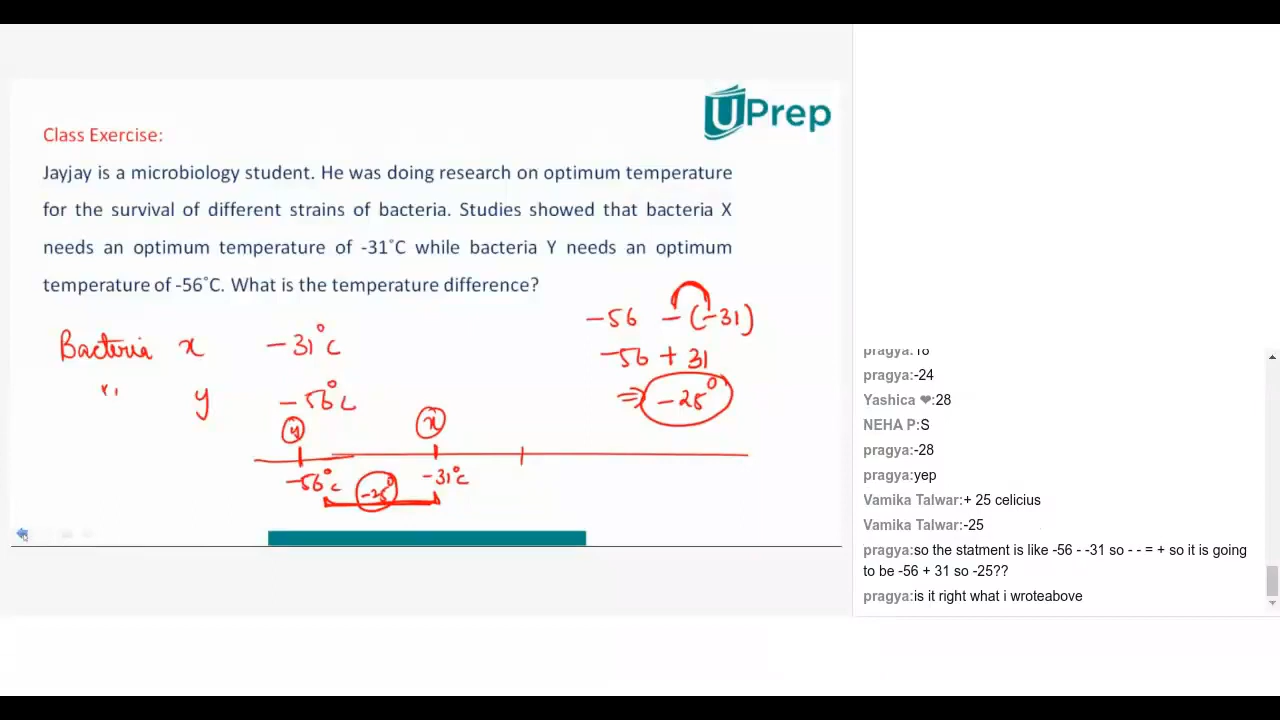 UPrep
Class Exercise:
Jayjay is a microbiology student. He was doing research on optimum temperature
for the survival of different strains of bacteria. Studies showed that bacteria X
needs an optimum temperature of -31°C while bacteria Y needs an optimum
temperature of -56°C. What is the temperature difference?
-56 - (-31)
Bacteria x -31°C
-56 + 31
" y -56°C
⇒ -25°
y x
-56°C -25° -31°C
pragya:-24
Yashica ❤:28
NEHA P:S
pragya:-28
pragya:yep
Vamika Talwar:+ 25 celicius
Vamika Talwar:-25
pragya:so the statment is like -56 - -31 so - - = + so it is going
to be -56 + 31 so -25??
pragya:is it right what i wroteabove